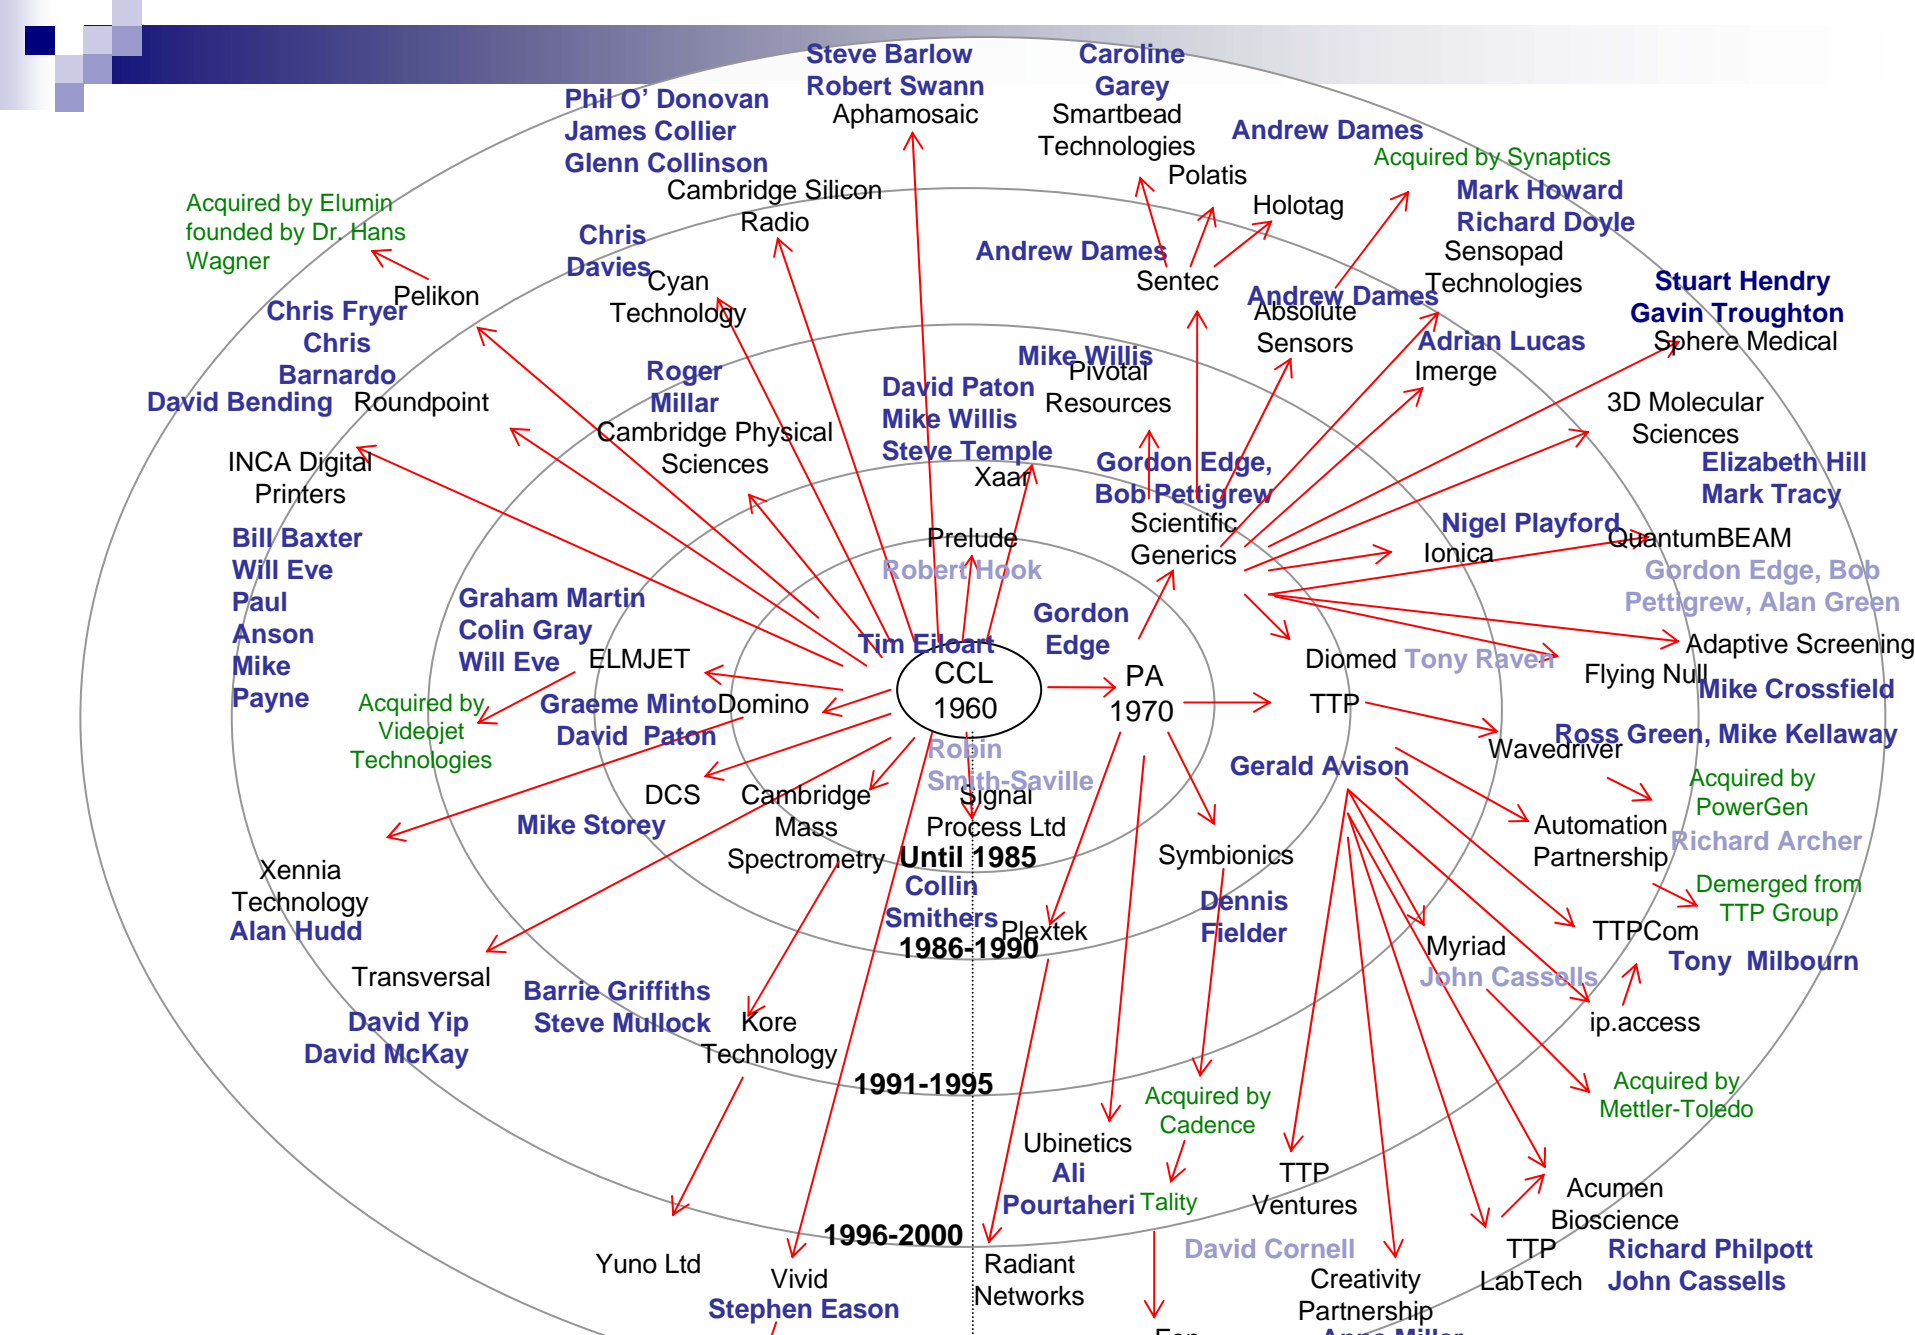 Steve Barlow
Robert Swann
Aphamosaic
Caroline
Garey
Smartbead
Technologies
Phil O’ Donovan
James Collier
Glenn Collinson
Cambridge Silicon
Radio
Andrew Dames
Polatis
Holotag
Acquired by Synaptics
Mark Howard
Richard Doyle
Sensopad
Technologies
Acquired by Elumin
founded by Dr. Hans
Wagner
Pelikon
Chris
Davies
Cyan
Technology
Andrew Dames
Sentec
Andrew Dames
Absolute
Sensors
Stuart Hendry
Gavin Troughton
Sphere Medical
Chris Fryer
Chris
Barnardo
David Bending
Roundpoint
Roger
Millar
Cambridge Physical
Sciences
David Paton
Mike Willis
Steve Temple
Xaar
Mike Willis
Pivotal
Resources
Adrian Lucas
Imerge
3D Molecular
Sciences
Elizabeth Hill
Mark Tracy
INCA Digital
Printers
Gordon Edge,
Bob Pettigrew
Scientific
Generics
Bill Baxter
Will Eve
Paul
Anson
Mike
Payne
Prelude
Robert Hook
Nigel Playford
Ionica
QuantumBEAM
Gordon Edge, Bob
Pettigrew, Alan Green
Graham Martin
Colin Gray
Will Eve
ELMJET
Tim Eiloart
CCL
1960
Gordon
Edge
PA
1970
Diomed
Tony Raven
Adaptive Screening
Flying Null
Mike Crossfield
Acquired by
Videojet
Technologies
Graeme Minto
David Paton
Domino
TTP
Ross Green, Mike Kellaway
Wavedriver
Robin
Smith-Saville
Signal
Process Ltd
Gerald Avison
Acquired by
PowerGen
DCS
Mike Storey
Cambridge
Mass
Spectrometry
Until 1985
Symbionics
Dennis
Fielder
Automation
Partnership
Richard Archer
Demerged from
TTP Group
Xennia
Technology
Alan Hudd
Collin
Smithers
Plextek
1986-1990
Myriad
John Cassells
TTPCom
Tony Milbourn
Transversal
David Yip
David McKay
Barrie Griffiths
Steve Mullock
Kore
Technology
ip.access
1991-1995
Acquired by
Cadence
Acquired by
Mettler-Toledo
Ubinetics
Ali
Pourtaheri
Tality
TTP
Ventures
David Cornell
Acumen
Bioscience
Richard Philpott
John Cassells
1996-2000
Yuno Ltd
Vivid
Stephen Eason
Radiant
Networks
Creativity
Partnership
TTP
LabTech